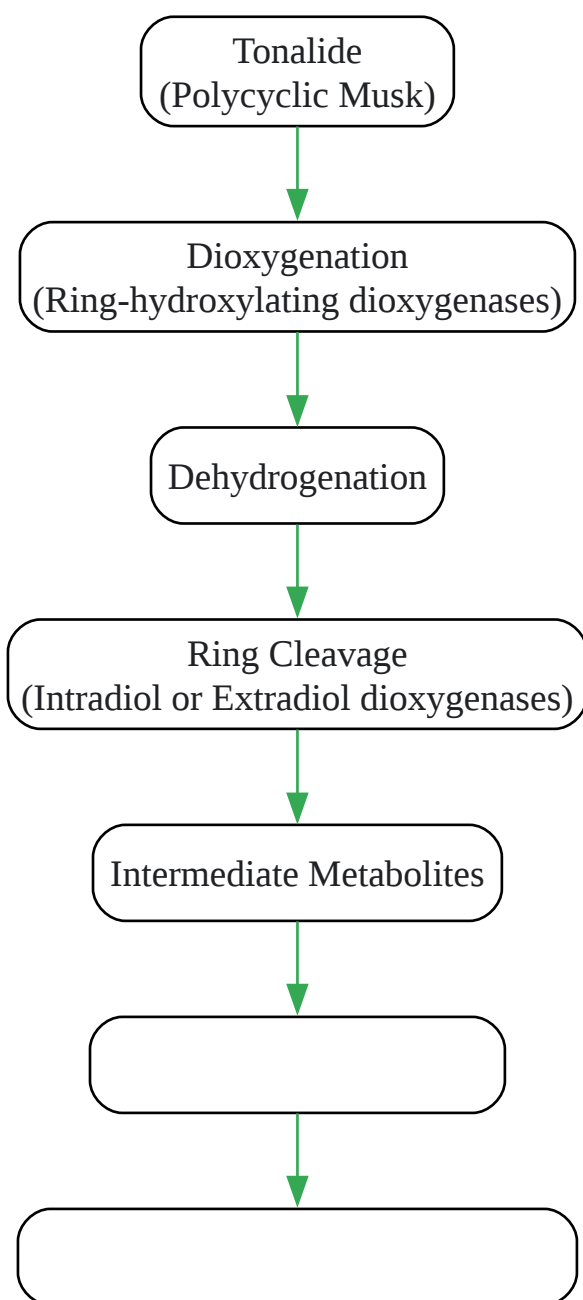 Tonalide
(Polycyclic Musk)
Dioxygenation
(Ring-hydroxylating dioxygenases)
Dehydrogenation
Ring Cleavage
(Intradiol or Extradiol dioxygenases)
Intermediate Metabolites